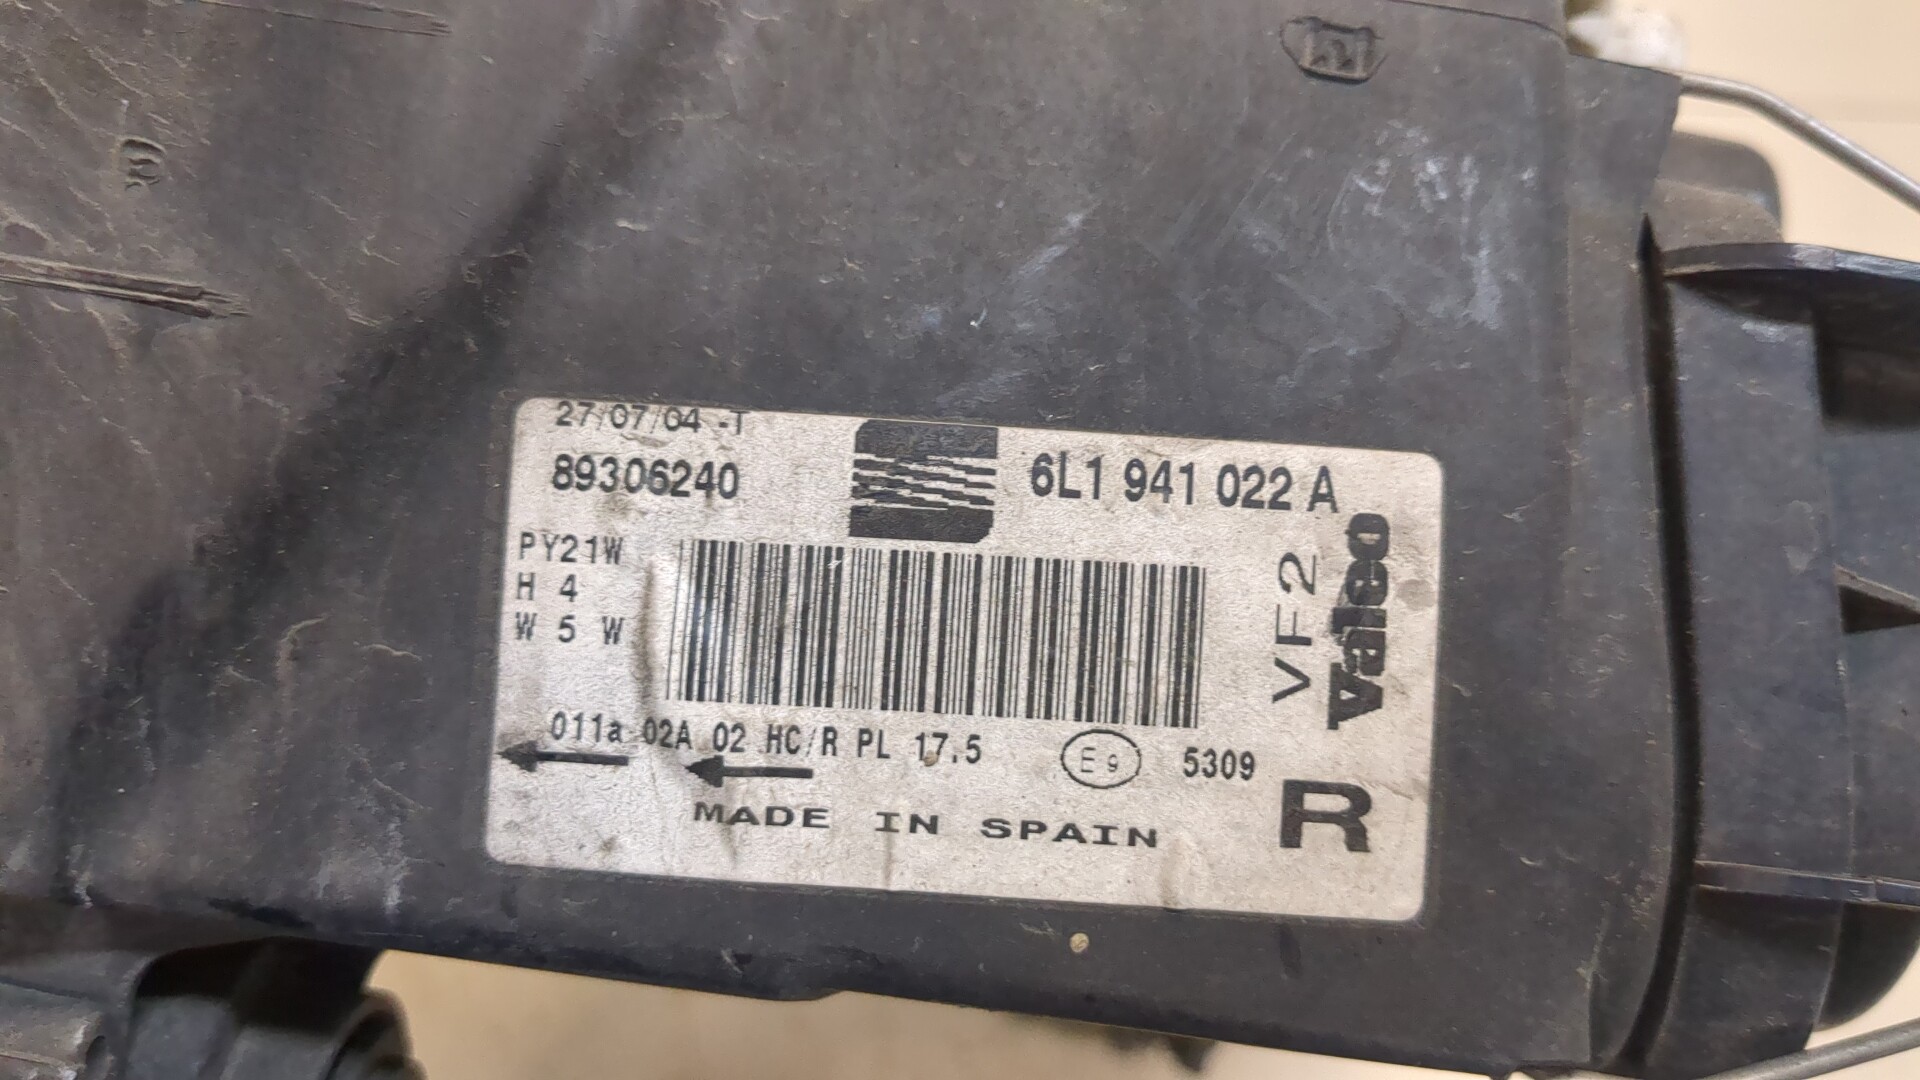 27/07/04 -T
89306240
6L1 941 022 A
PY21W
H 4
W 5 W
VF2
Valeo
011a 02A 02 HC/R PL 17.5
E9
5309
R
MADE IN SPAIN